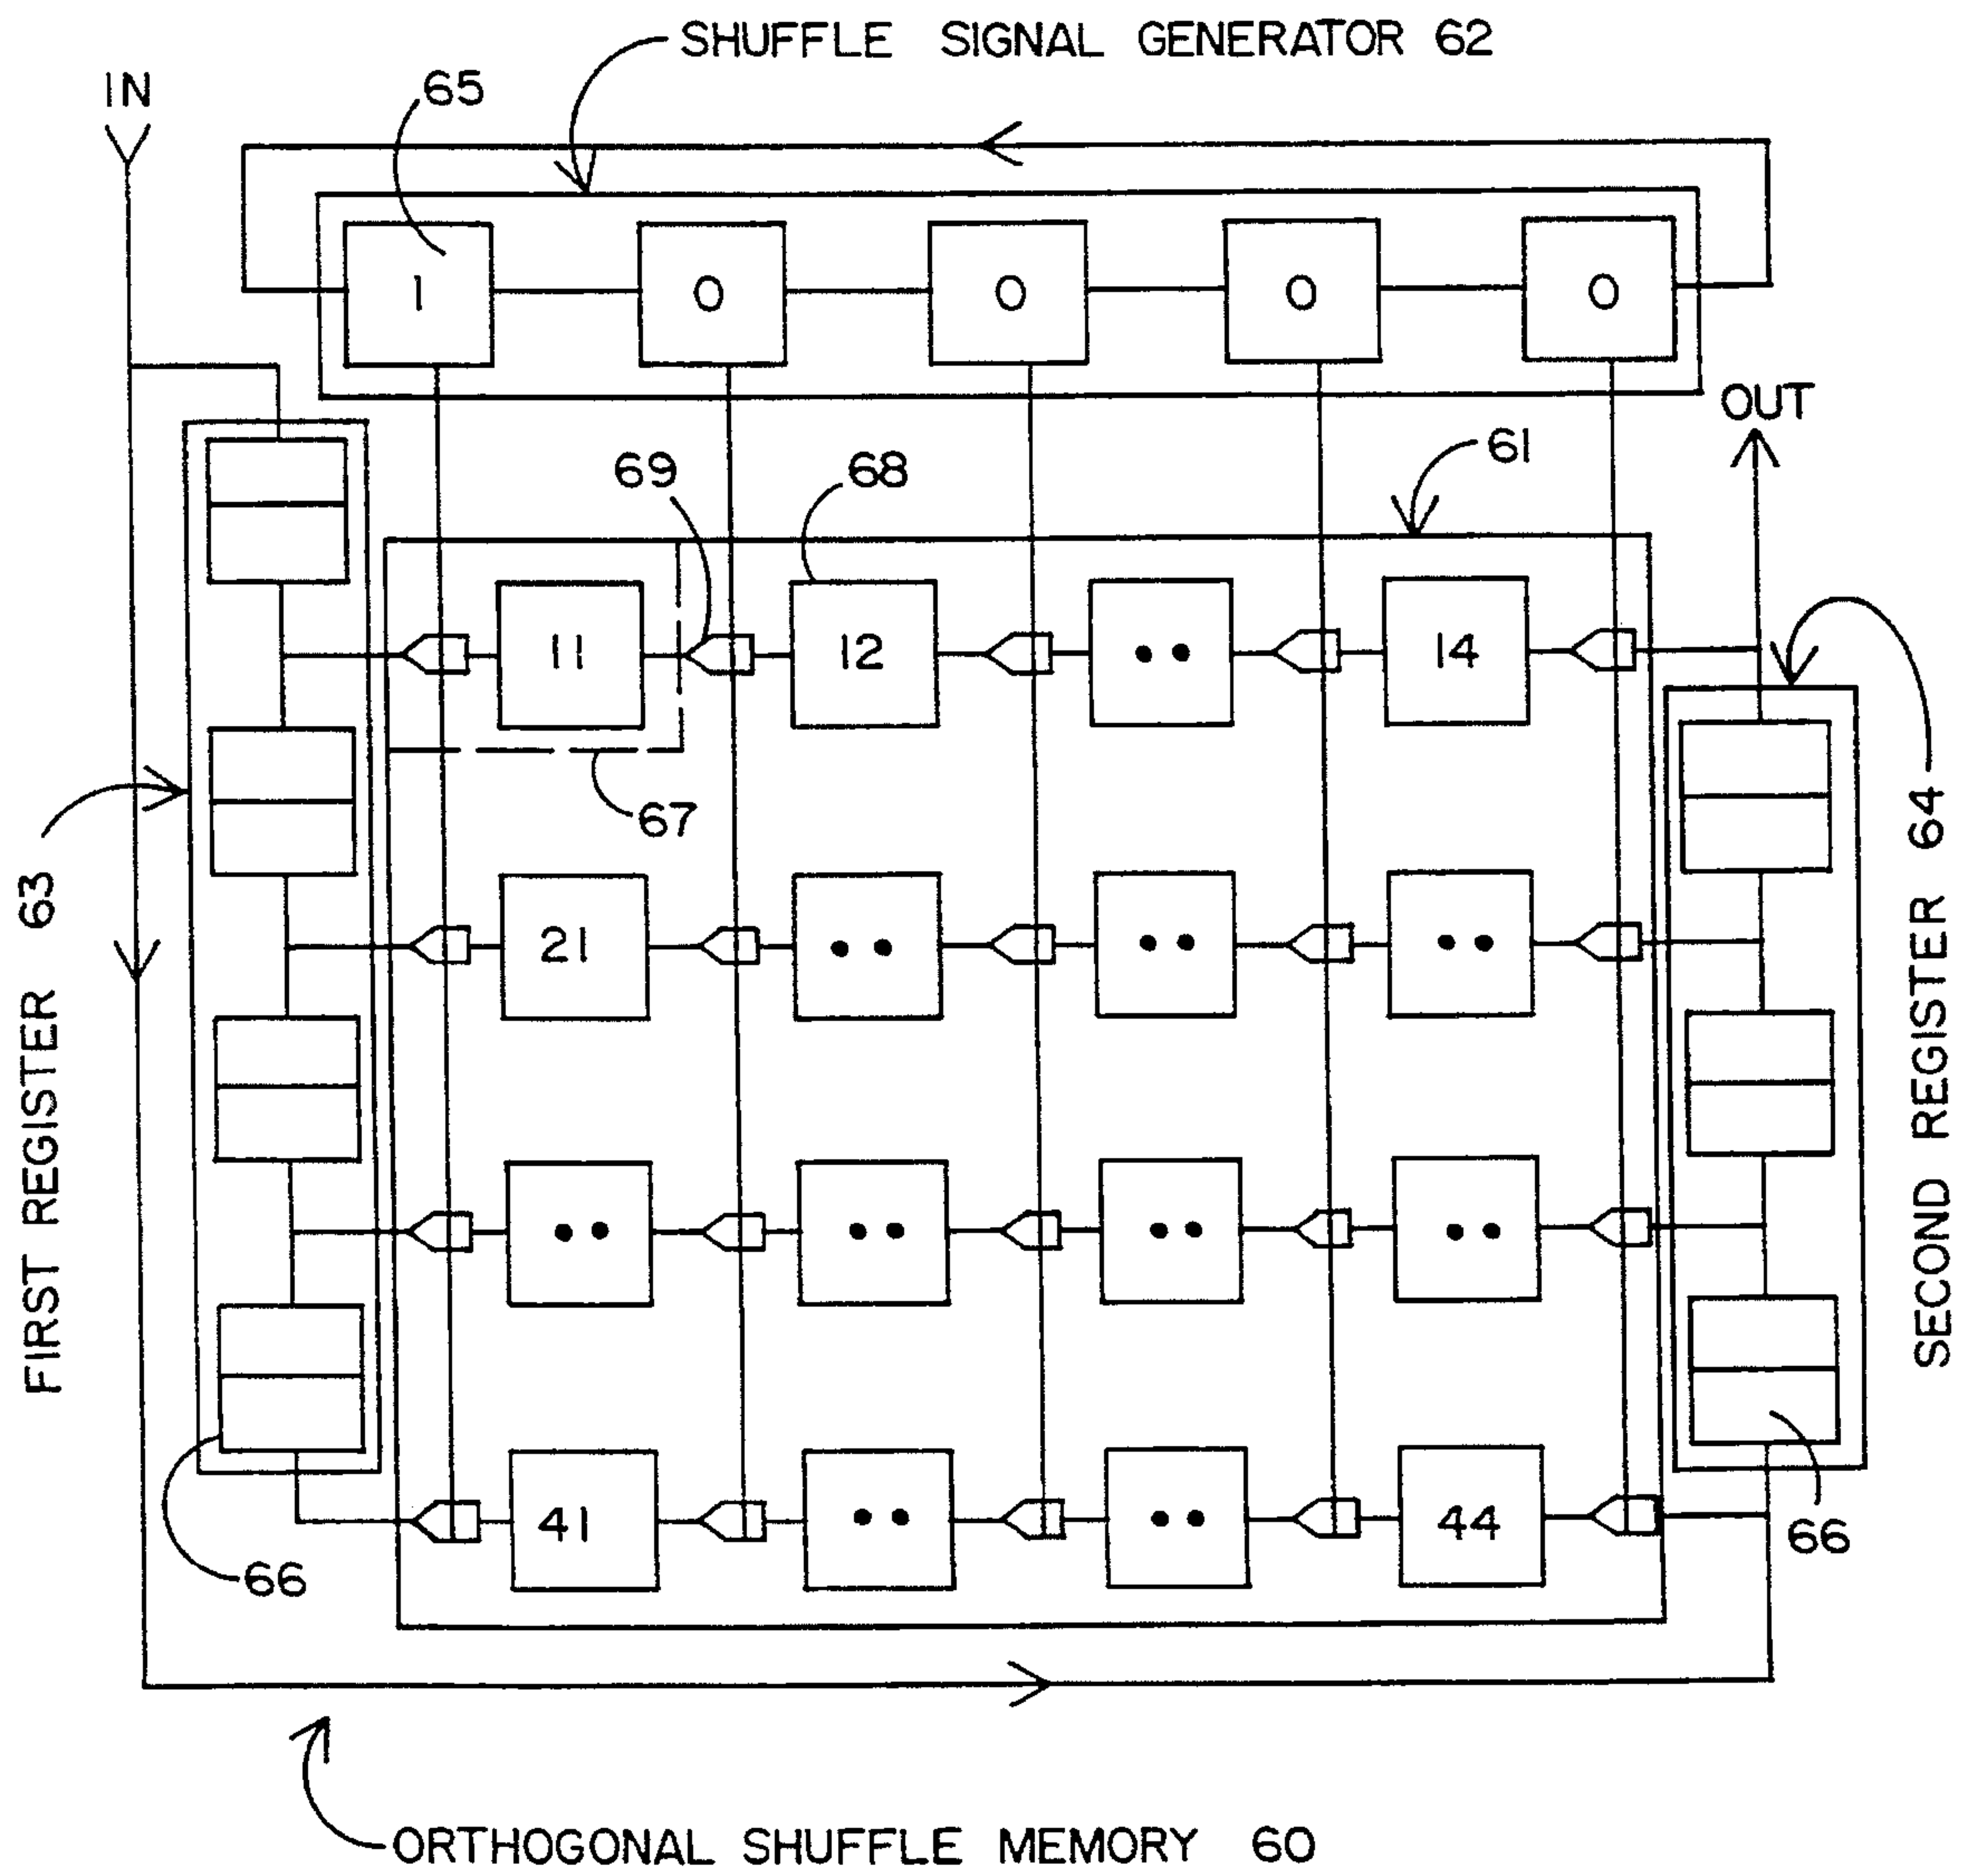 SHUFFLE SIGNAL GENERATOR 62
IN
65
1 0 0 0 0
OUT
61
69
68
11 12 •• 14
67
FIRST REGISTER 63
SECOND REGISTER 64
21 •• •• ••
•• •• •• ••
41 •• •• 44
66
66
ORTHOGONAL SHUFFLE MEMORY 60